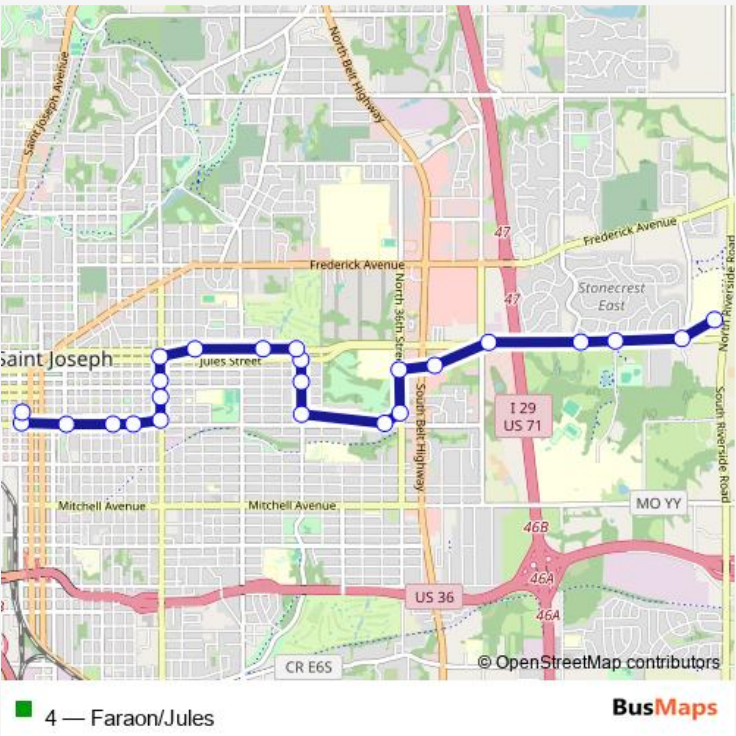 Saint Joseph Avenue
North Belt Highway
47
Frederick Avenue
Frederick Avenue
North Riverside Road
47
North 36th Stree
Stonecrest
East
Saint Joseph
Jules Street
South Belt Highway
I 29
US 71
South Riverside Road
Mitchell Avenue
Mitchell Avenue
MO YY
46B
46A
US 36
46A
CR E6S
© OpenStreetMap contributors
4 — Faraon/Jules
BusMaps